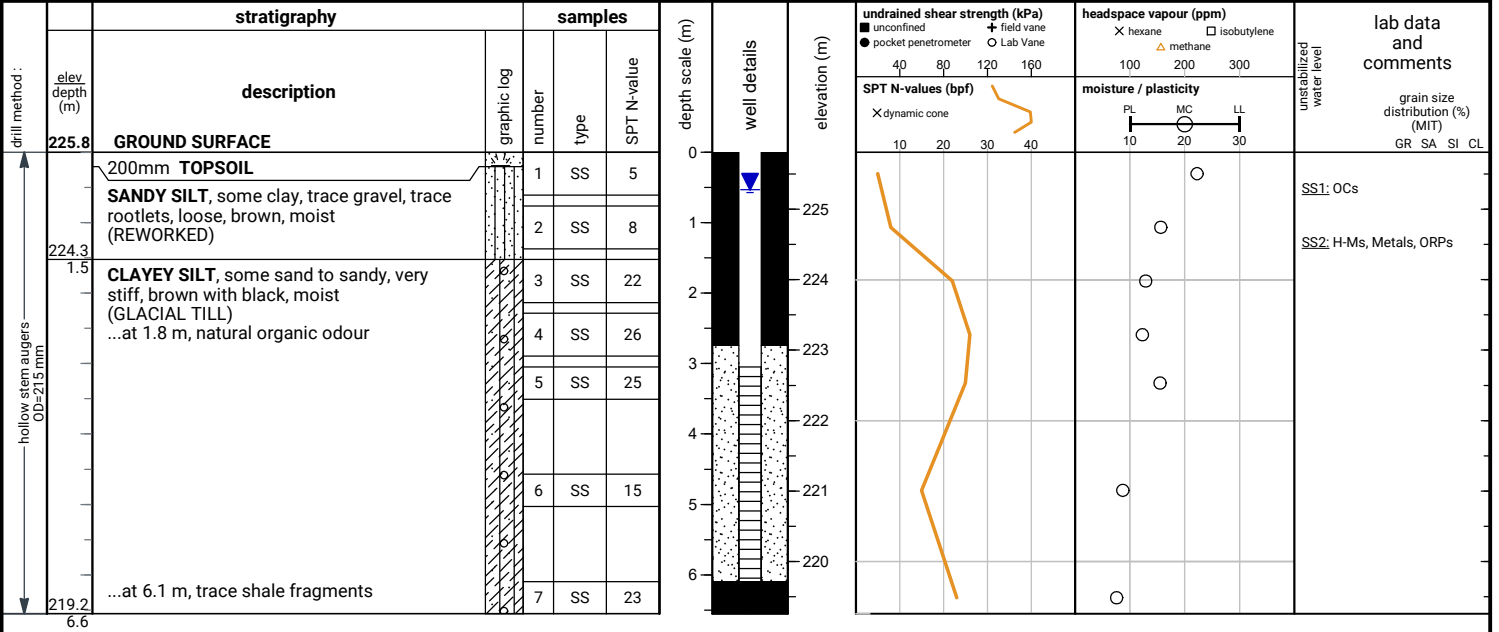 stratigraphy
samples
drill method :
elev
depth
(m)
description
graphic log
number
type
SPT N-value
depth scale (m)
well details
elevation (m)
undrained shear strength (kPa)
unconfined
field vane
pocket penetrometer
Lab Vane
40 80 120 160
SPT N-values (bpf)
dynamic cone
10 20 30 40
headspace vapour (ppm)
hexane
isobutylene
methane
100 200 300
moisture / plasticity
PL MC LL
10 20 30
unstabilized
water level
lab data
and
comments
grain size
distribution (%)
(MIT)
GR SA SI CL
225.8 GROUND SURFACE
200mm TOPSOIL
SANDY SILT, some clay, trace gravel, trace
rootlets, loose, brown, moist
(REWORKED)
224.3
1.5
CLAYEY SILT, some sand to sandy, very
stiff, brown with black, moist
(GLACIAL TILL)
...at 1.8 m, natural organic odour
...at 6.1 m, trace shale fragments
219.2
6.6
hollow stem augers
OD=215 mm
1 SS 5
2 SS 8
3 SS 22
4 SS 26
5 SS 25
6 SS 15
7 SS 23
0
1
2
3
4
5
6
225
224
223
222
221
220
SS1: OCs
SS2: H-Ms, Metals, ORPs